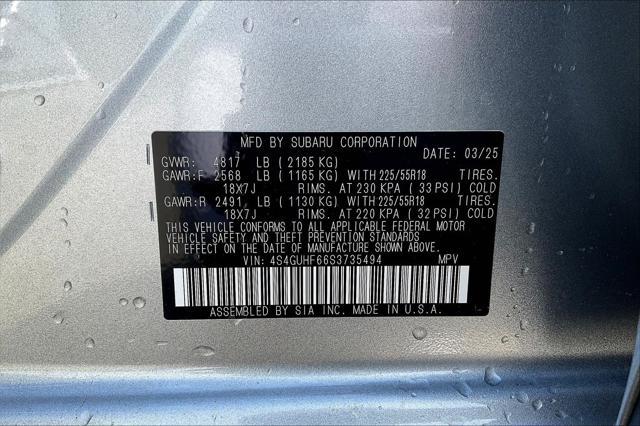 MFD BY SUBARU CORPORATION
GVWR: 4817 LB (2185 KG) DATE: 03/25
GAWR:F 2568 LB (1165 KG) WITH 225/55R18 TIRES.
18X7J RIMS. AT 230 KPA (33 PSI) COLD
GAWR:R 2491 LB (1130 KG) WITH 225/55R18 TIRES.
18X7J RIMS. AT 220 KPA (32 PSI) COLD
THIS VEHICLE CONFORMS TO ALL APPLICABLE FEDERAL MOTOR
VEHICLE SAFETY AND THEFT PREVENTION STANDARDS
IN EFFECT ON THE DATE OF MANUFACTURE SHOWN ABOVE.
VIN: 4S4GUHF66S3735494 MPV
ASSEMBLED BY SIA INC. MADE IN U.S.A.